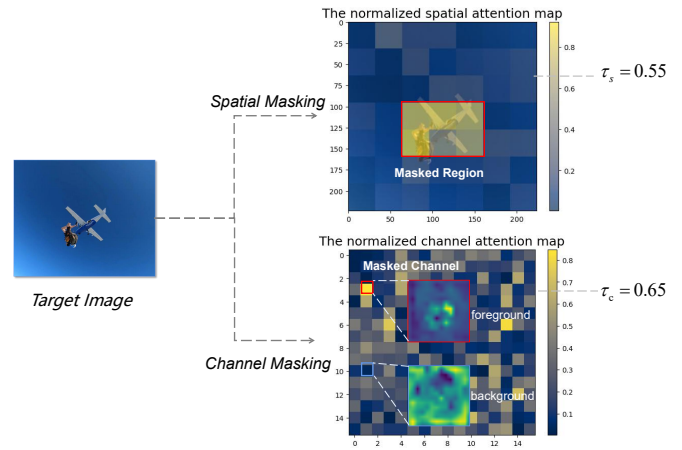 The normalized spatial attention map
0
25
50
75
100
125
150
175
200
0 50 100 150 200
0.8
0.6
0.4
0.2
τs = 0.55
Masked Region
Spatial Masking
Target Image
Channel Masking
The normalized channel attention map
0
2
4
6
8
10
12
14
0 2 4 6 8 10 12 14
Masked Channel
foreground
background
0.8
0.7
0.6
0.5
0.4
0.3
0.2
0.1
τc = 0.65